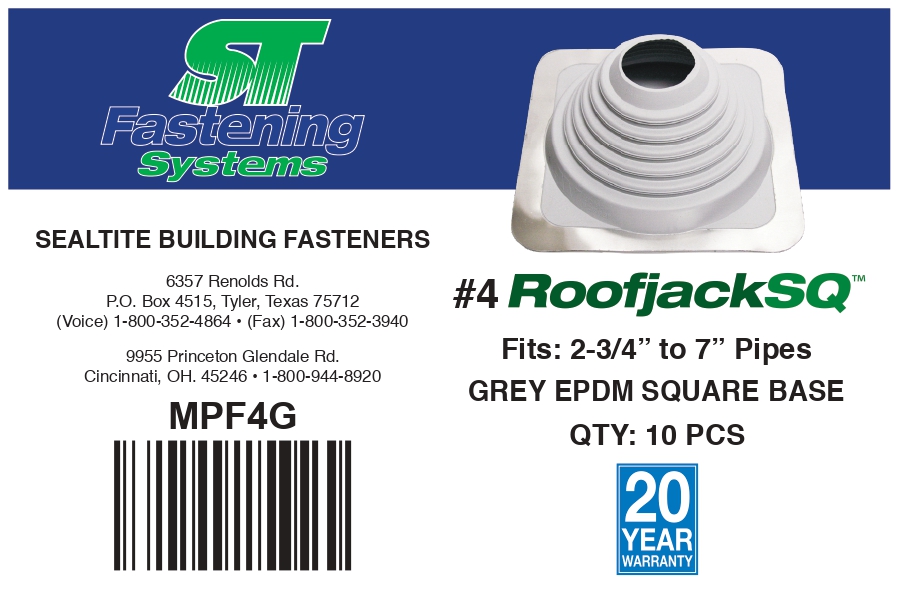 ST
Fastening
Systems
SEALTITE BUILDING FASTENERS
6357 Renolds Rd.
P.O. Box 4515, Tyler, Texas 75712
(Voice) 1-800-352-4864 • (Fax) 1-800-352-3940
9955 Princeton Glendale Rd.
Cincinnati, OH. 45246 • 1-800-944-8920
MPF4G
#4 RoofjackSQ™
Fits: 2-3/4” to 7” Pipes
GREY EPDM SQUARE BASE
QTY: 10 PCS
20
YEAR
WARRANTY